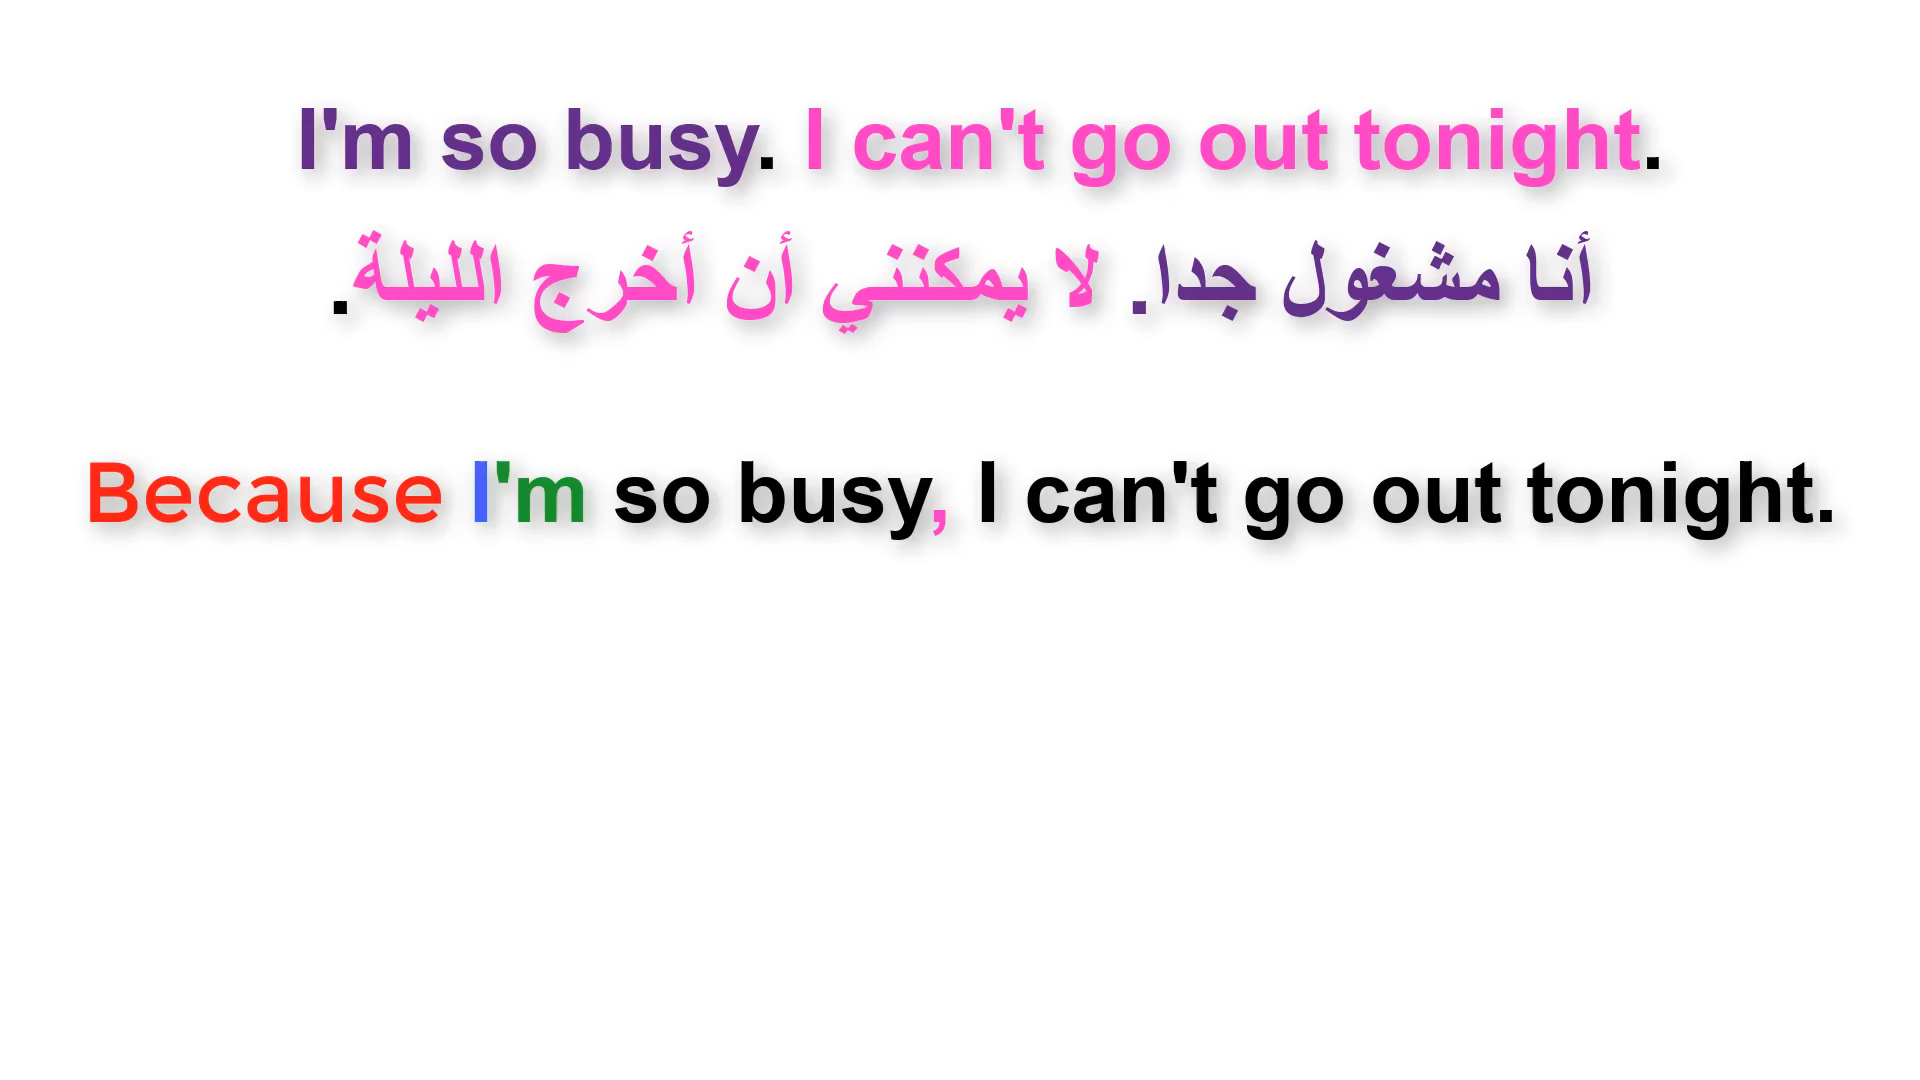 I'm so busy. I can't go out tonight.
أنا مشغول جدا. لا يمكنني أن أخرج الليلة.
Because I'm so busy, I can't go out tonight.